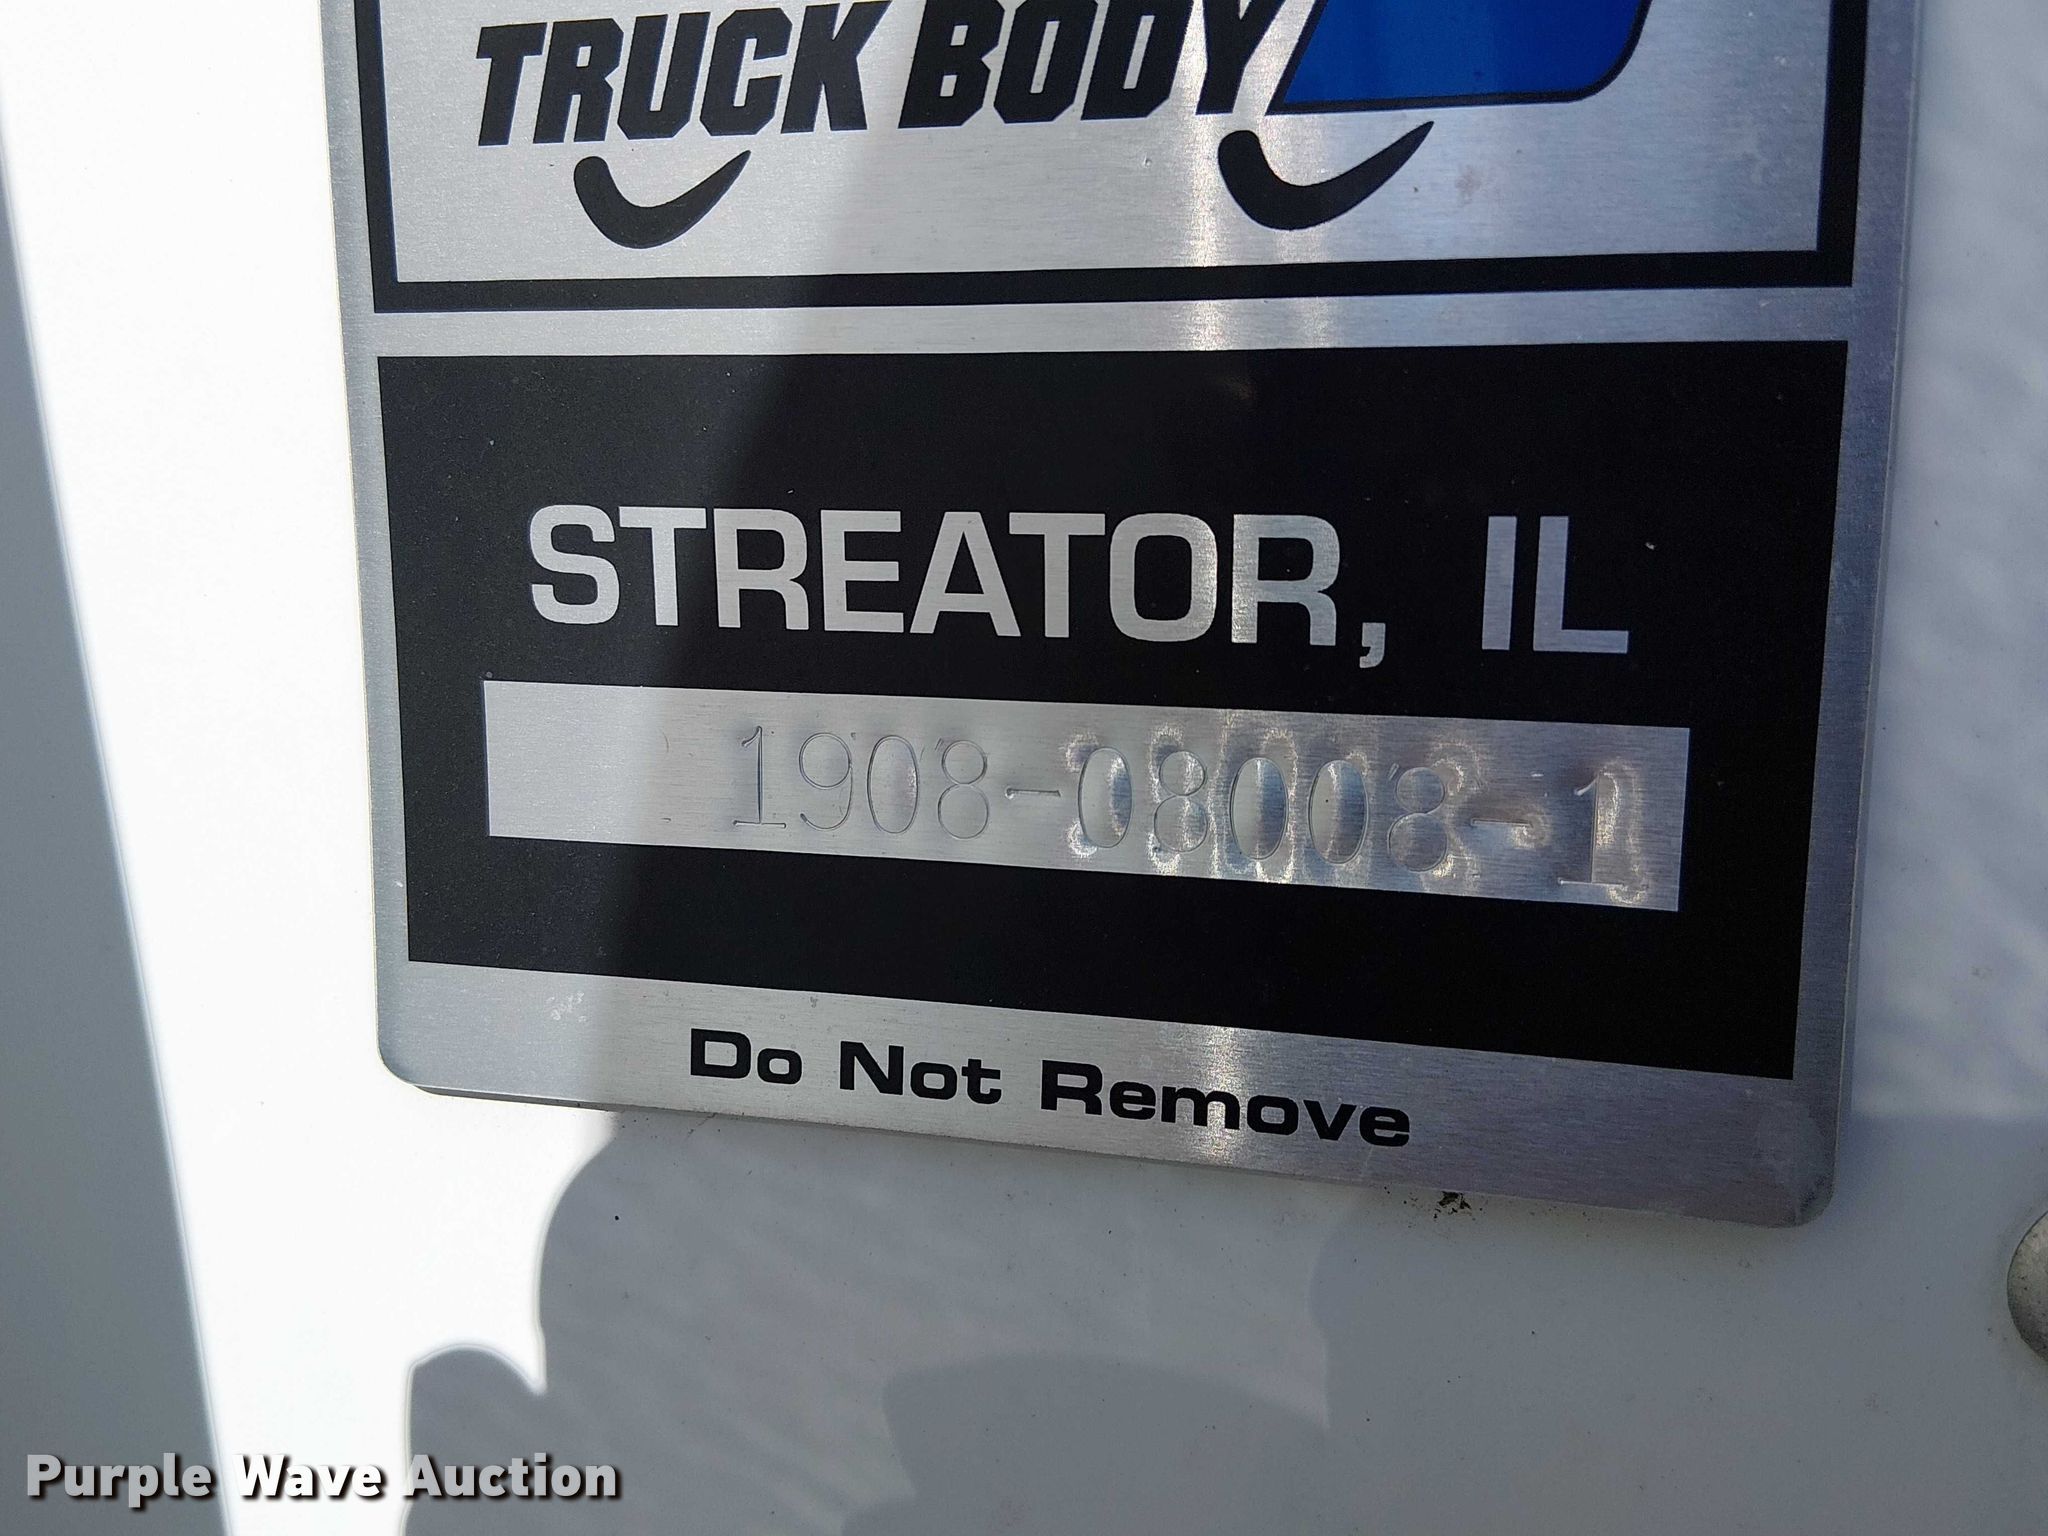 TRUCK BODY
STREATOR, IL
1908-08008-1
Do Not Remove
Purple Wave Auction